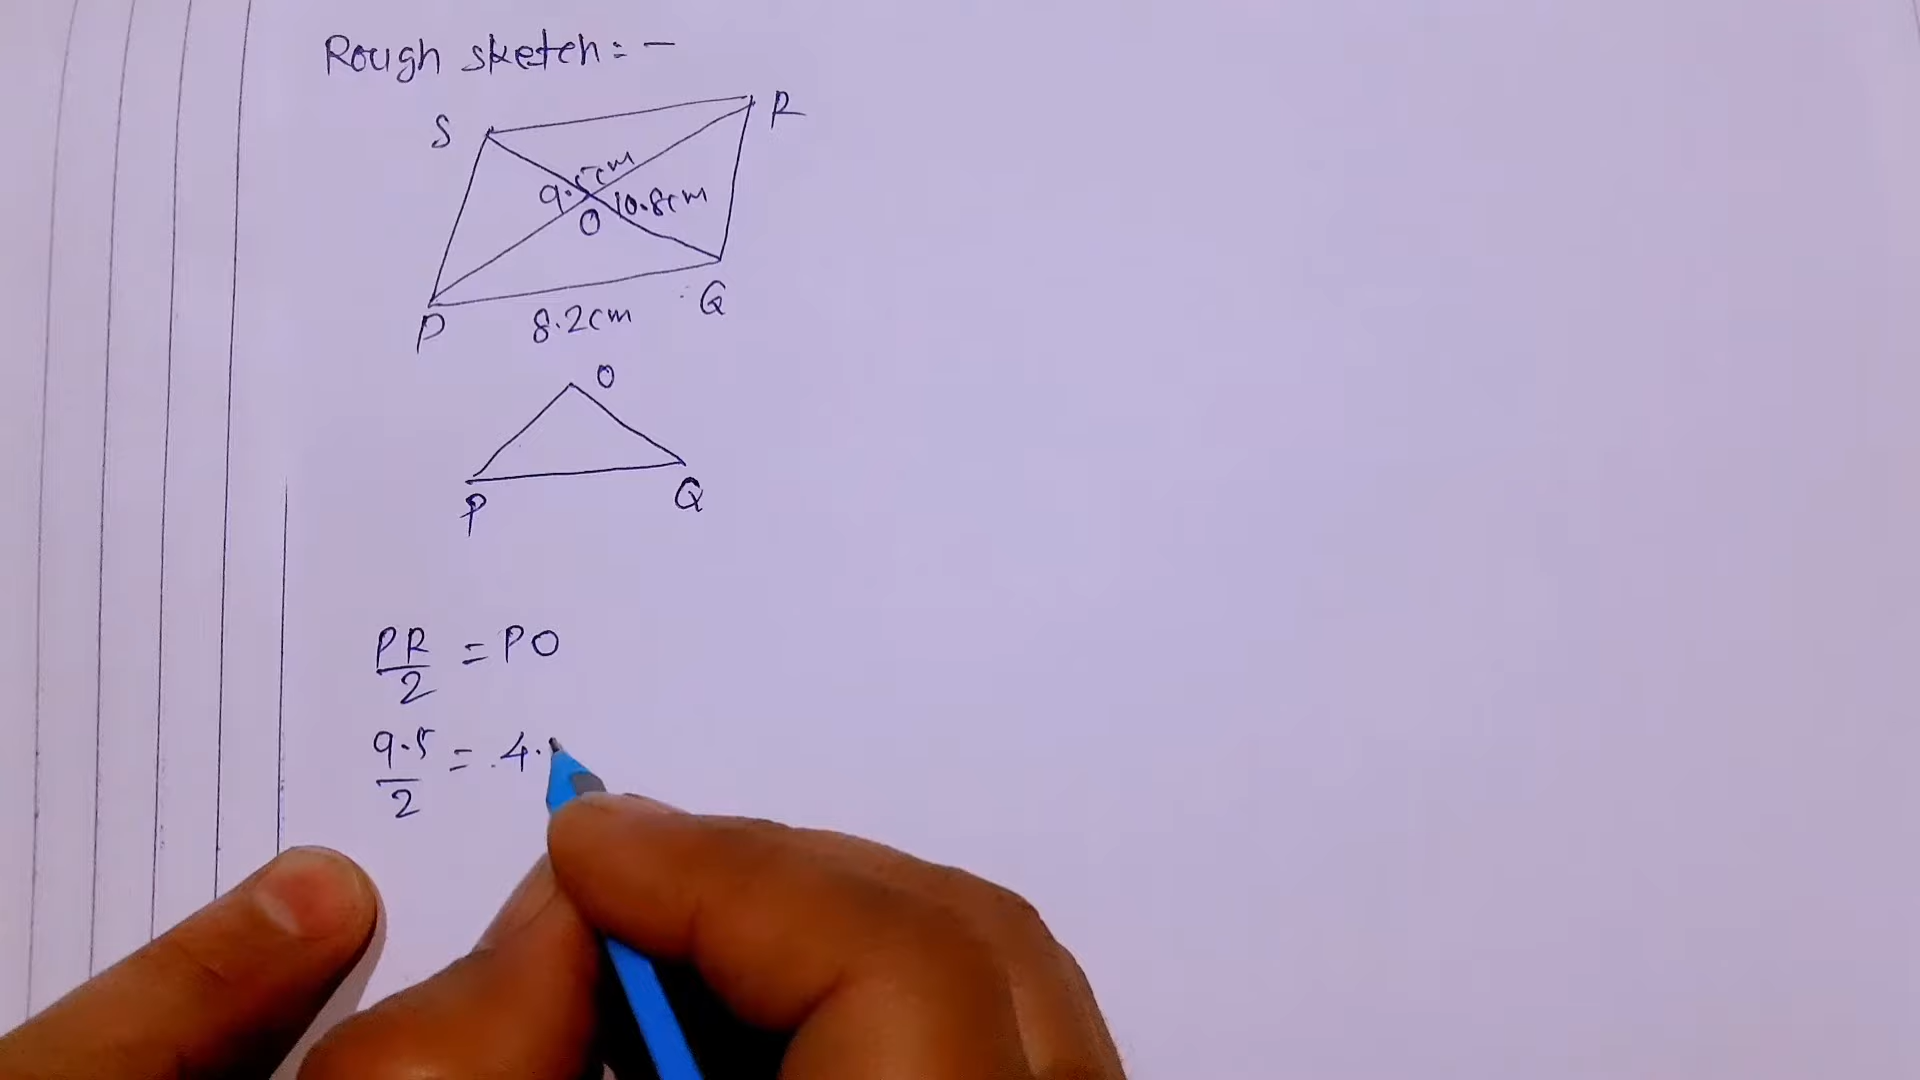 Rough sketch: -
S
R
9.5cm
10.8cm
O
P
8.2cm
Q
O
P
Q
PR/2 = PO
9.5/2 = 4.